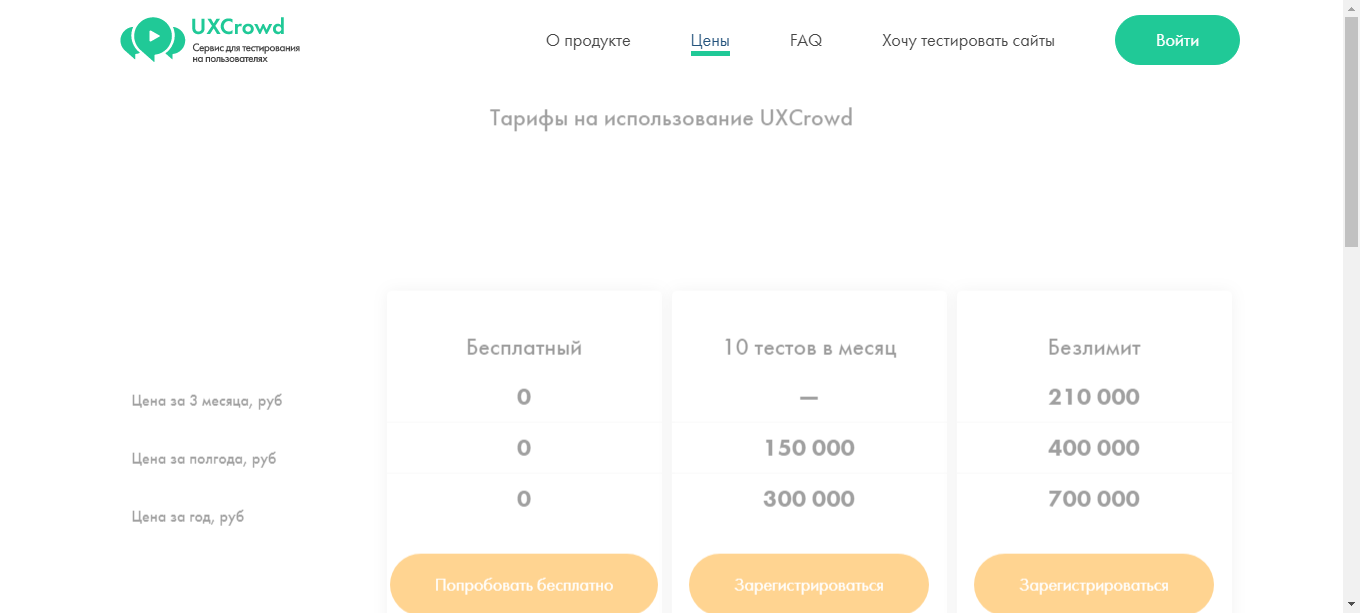 UXCrowd
Сервис для тестирования
на пользователях
О продукте
Цены
FAQ
Хочу тестировать сайты
Войти
Тарифы на использование UXCrowd
Бесплатный
10 тестов в месяц
Безлимит
Цена за 3 месяца, руб
0
—
210 000
Цена за полгода, руб
0
150 000
400 000
Цена за год, руб
0
300 000
700 000
Попробовать бесплатно
Зарегистрироваться
Зарегистрироваться